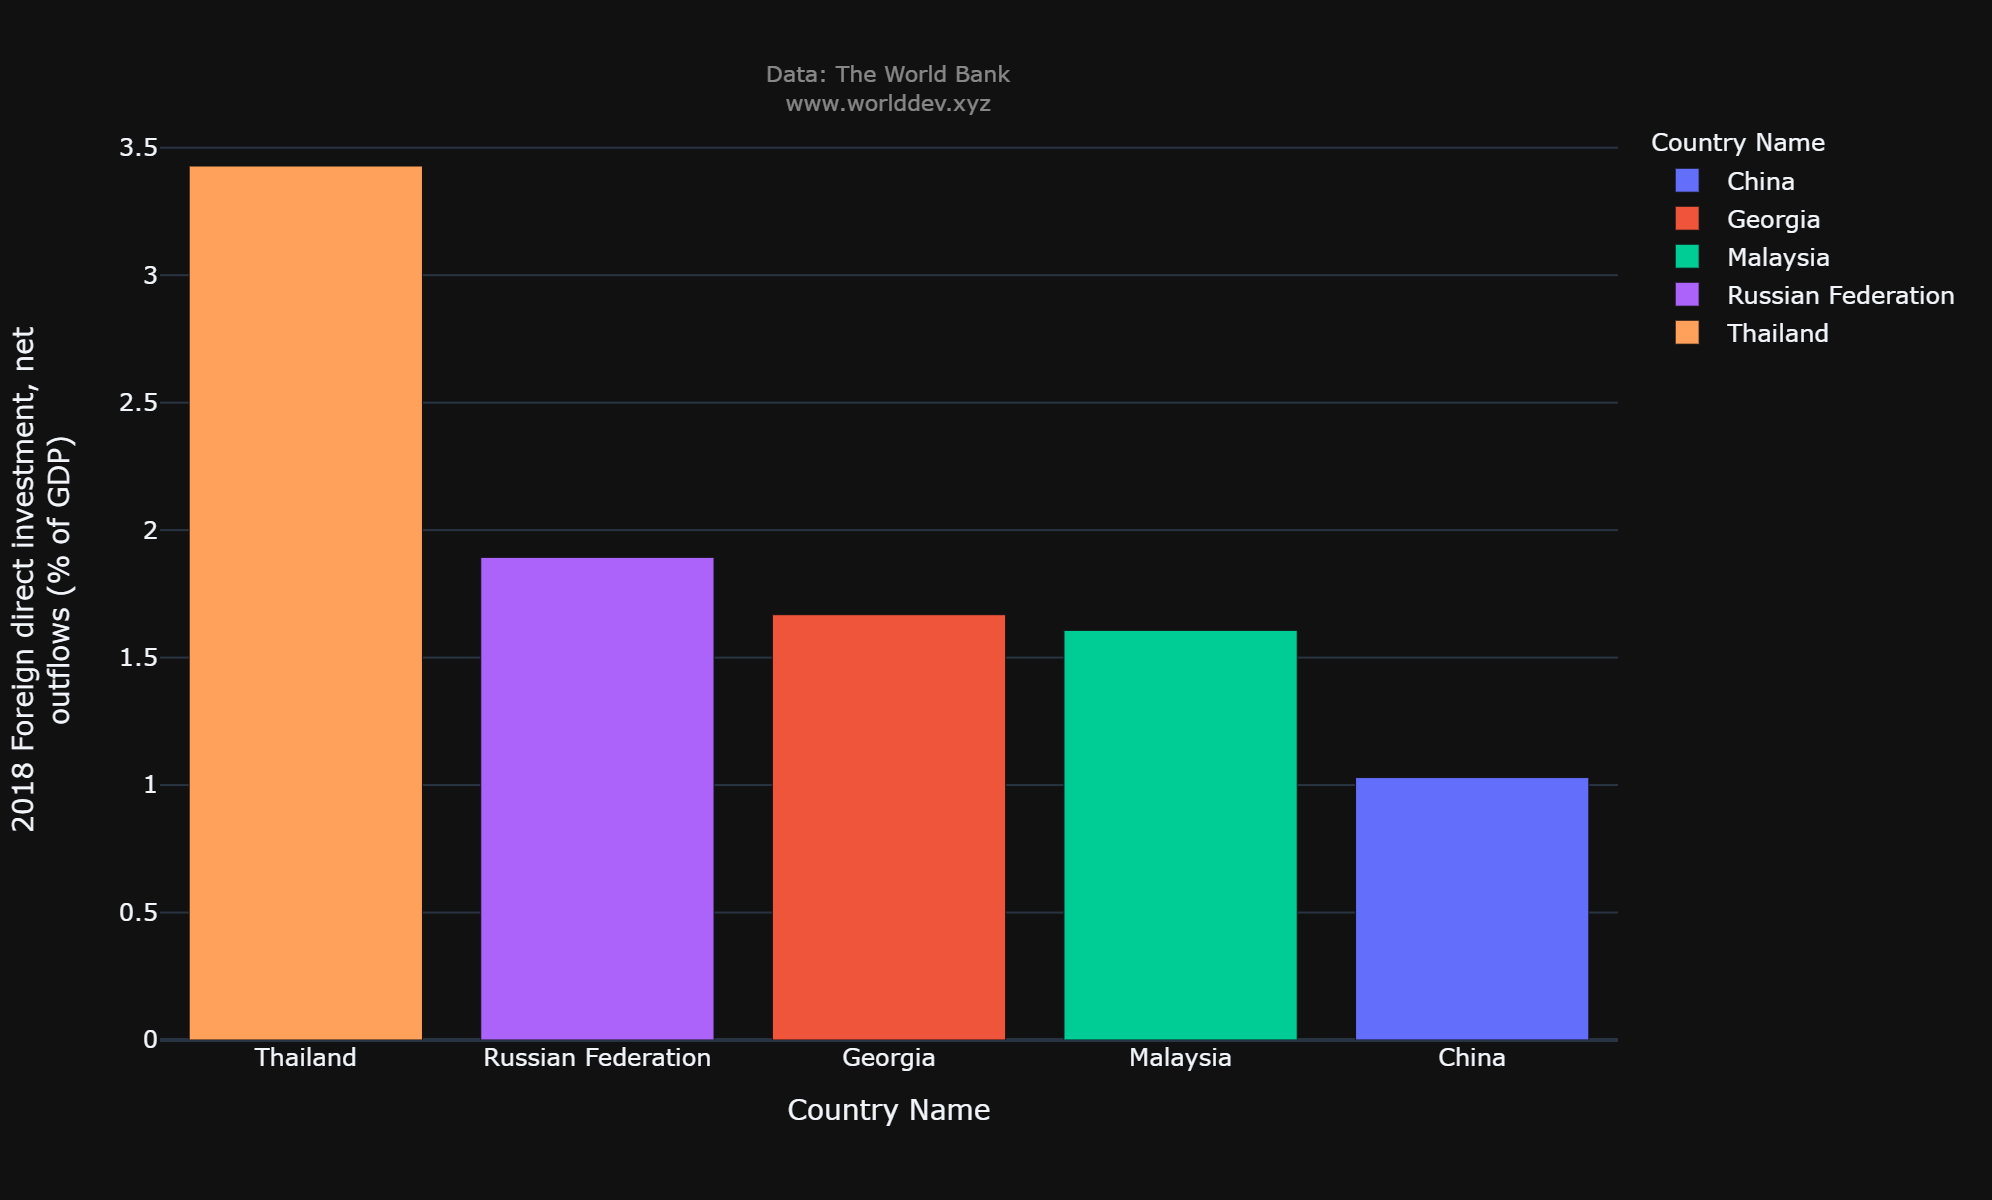 Data: The World Bank
www.worlddev.xyz
2018 Foreign direct investment, net
outflows (% of GDP)
3.5
3
2.5
2
1.5
1
0.5
0
Thailand
Russian Federation
Georgia
Malaysia
China
Country Name
Country Name
China
Georgia
Malaysia
Russian Federation
Thailand